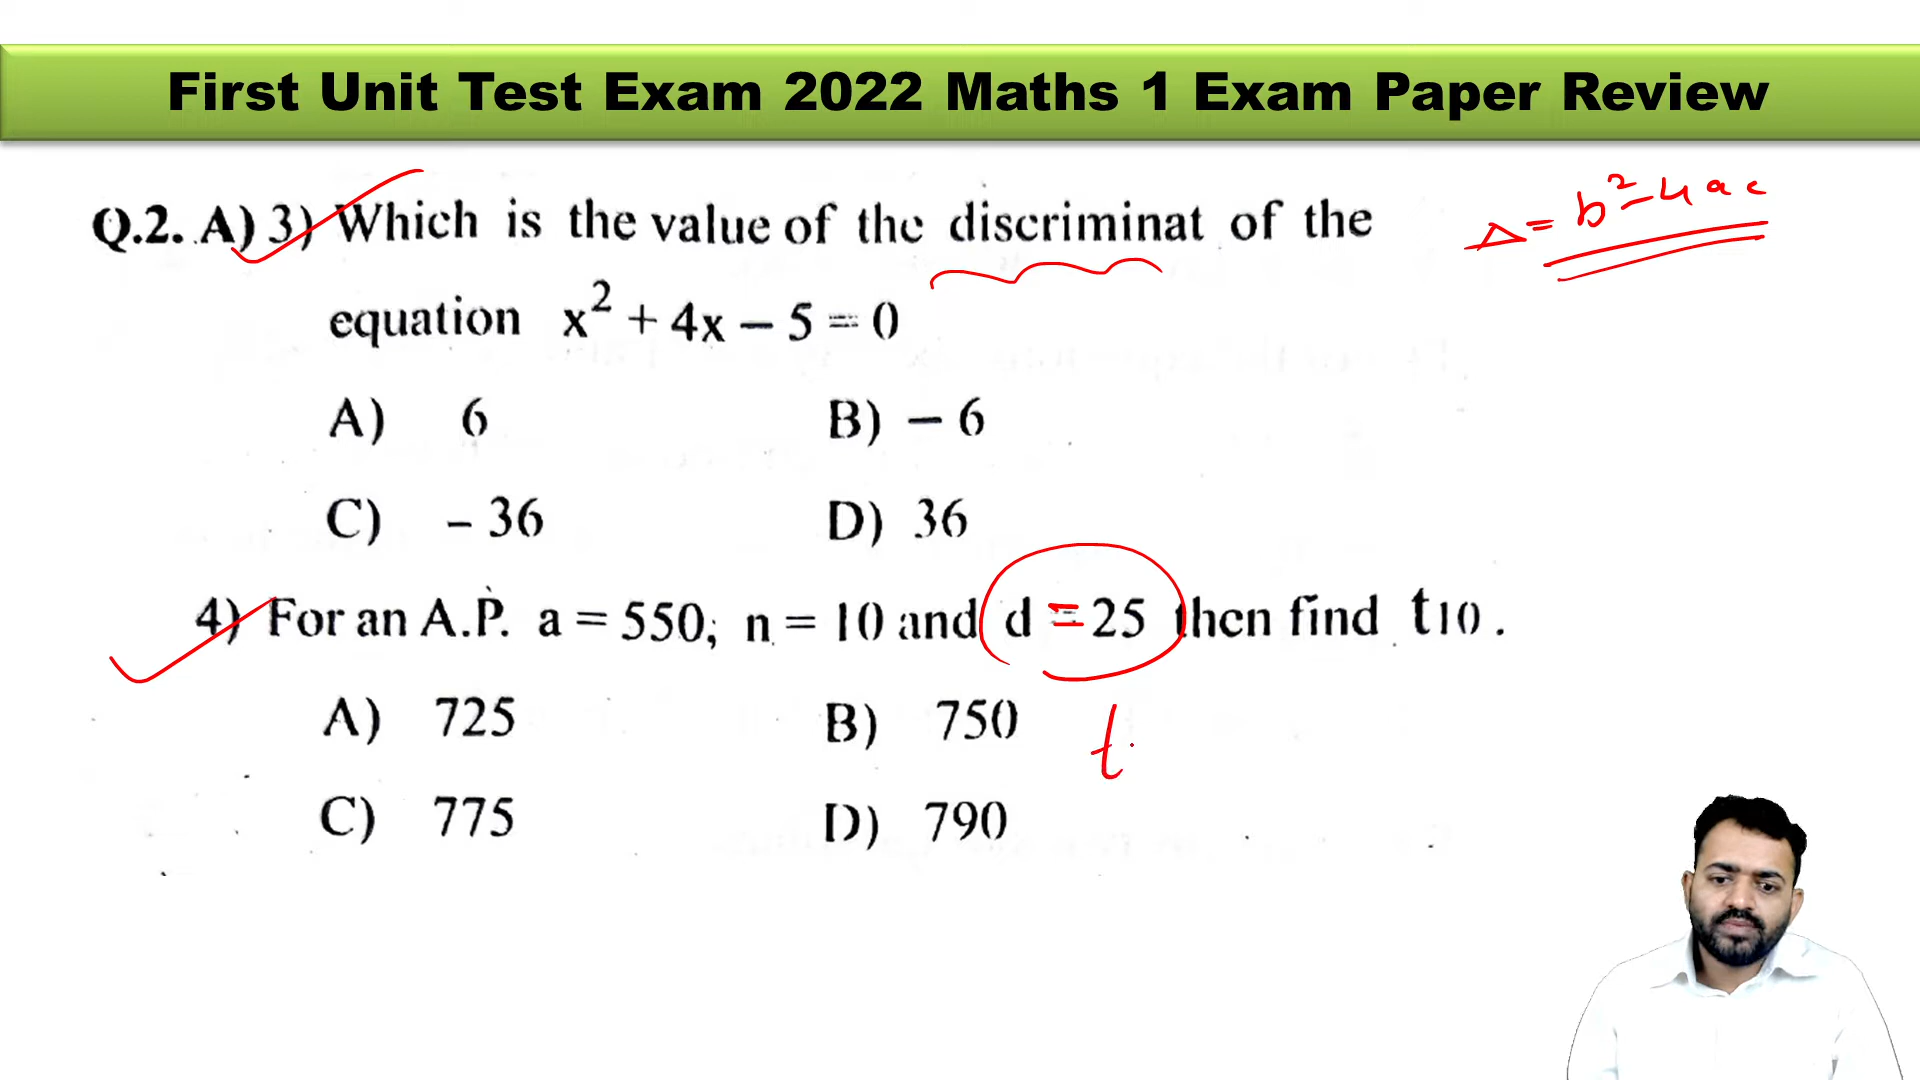 First Unit Test Exam 2022 Maths 1 Exam Paper Review
Q.2. A) 3) Which is the value of the discriminat of the
Δ = b² - 4ac
equation x² + 4x – 5 = 0
A) 6 B) – 6
C) – 36 D) 36
4) For an A.P. a = 550; n = 10 and d = 25 then find t10 .
A) 725 B) 750
t
C) 775 D) 790